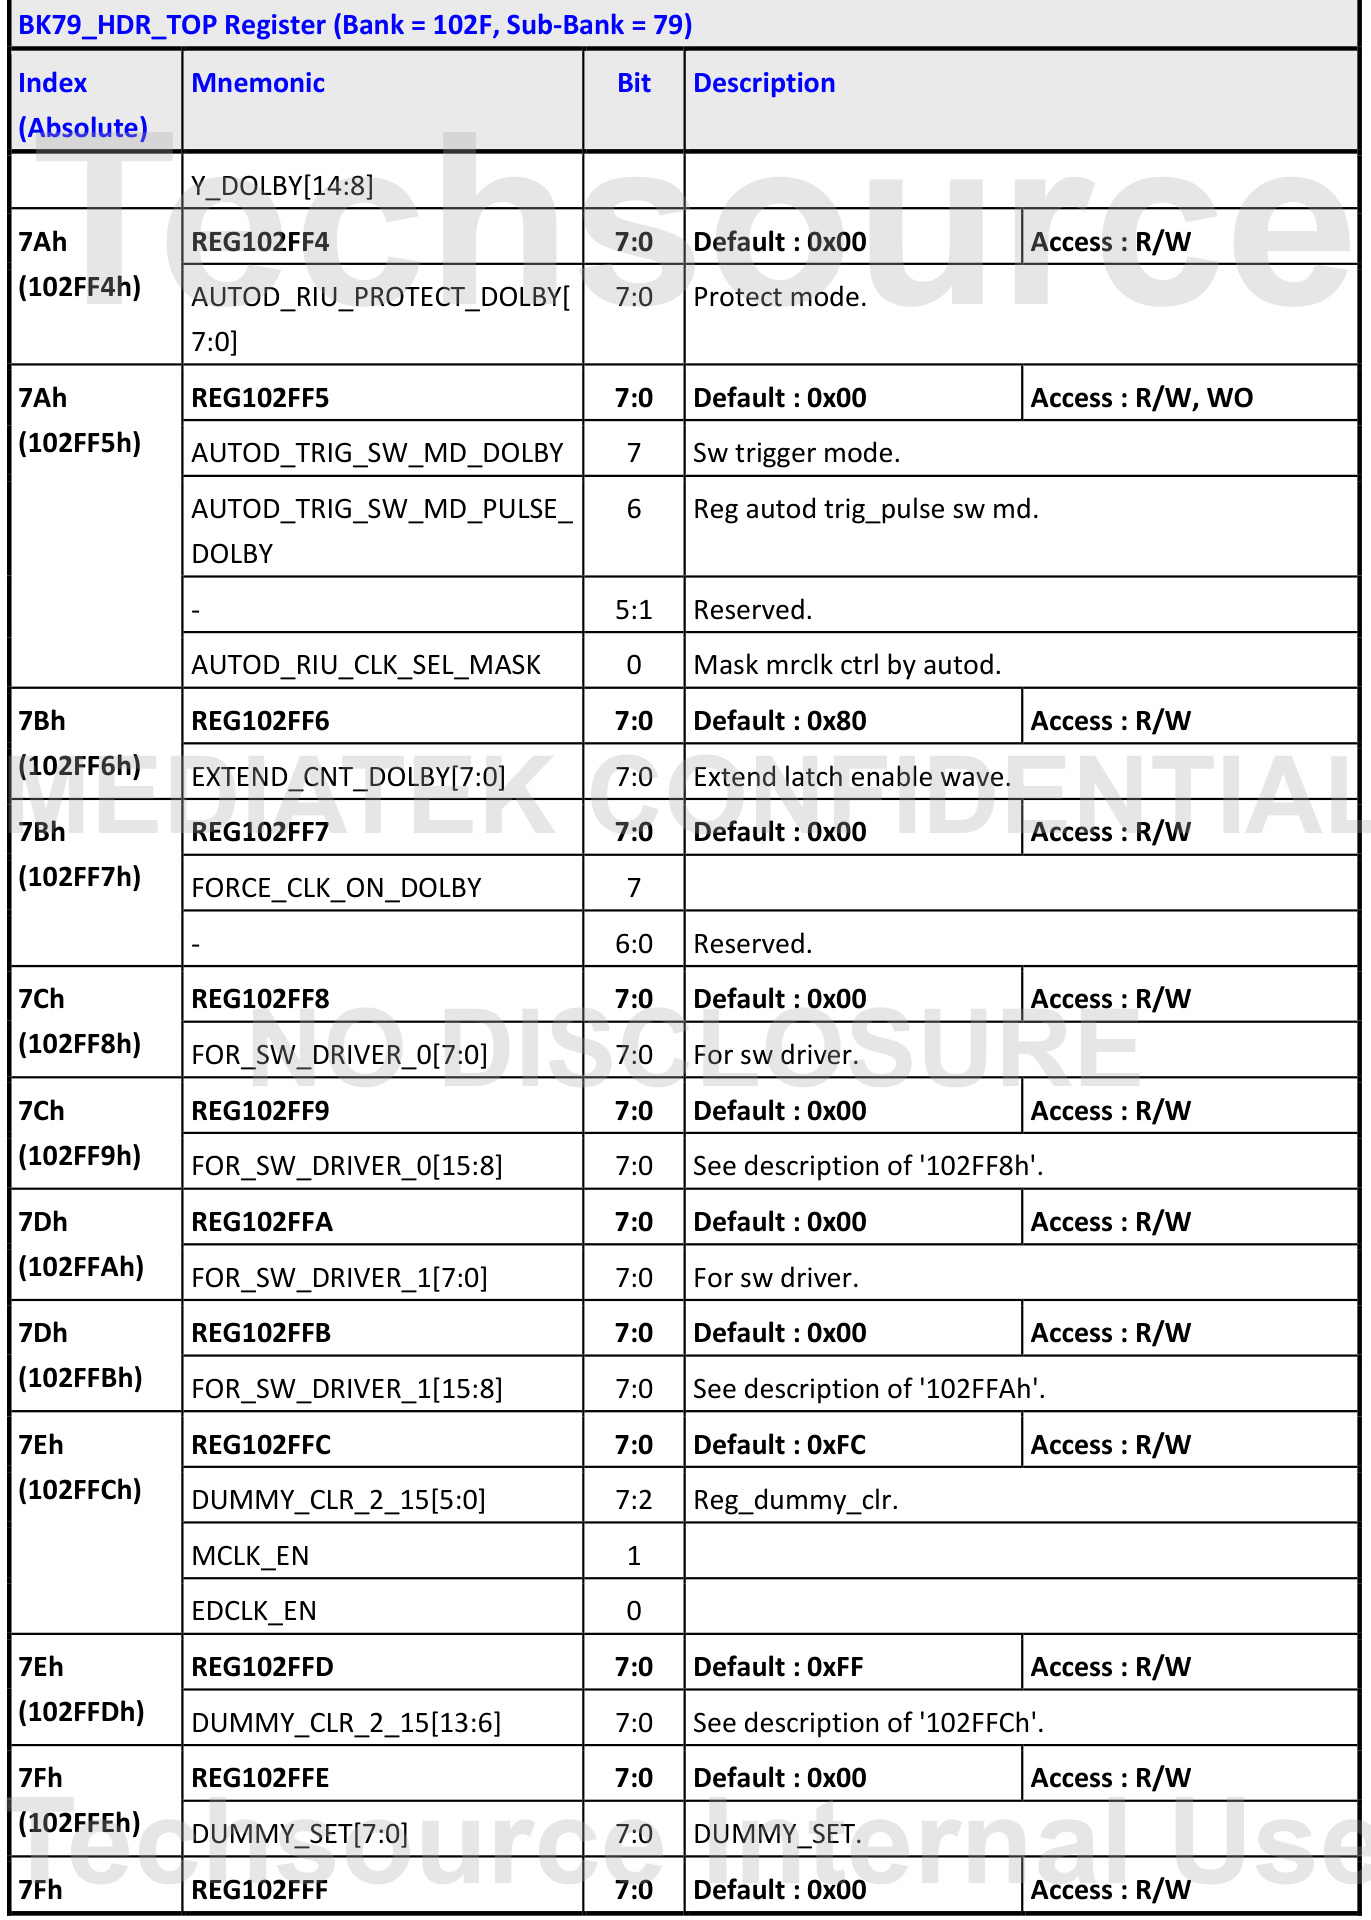 BK79_HDR_TOP Register (Bank = 102F, Sub-Bank = 79)
Index Mnemonic Bit Description
(Absolute)
Y_DOLBY[14:8]
7Ah REG102FF4 7:0 Default : 0x00 Access : R/W
(102FF4h) AUTOD_RIU_PROTECT_DOLBY[ 7:0 Protect mode.
7:0]
7Ah REG102FF5 7:0 Default : 0x00 Access : R/W, WO
(102FF5h) AUTOD_TRIG_SW_MD_DOLBY 7 Sw trigger mode.
AUTOD_TRIG_SW_MD_PULSE_ 6 Reg autod trig_pulse sw md.
DOLBY
- 5:1 Reserved.
AUTOD_RIU_CLK_SEL_MASK 0 Mask mrclk ctrl by autod.
7Bh REG102FF6 7:0 Default : 0x80 Access : R/W
(102FF6h) EXTEND_CNT_DOLBY[7:0] 7:0 Extend latch enable wave.
7Bh REG102FF7 7:0 Default : 0x00 Access : R/W
(102FF7h) FORCE_CLK_ON_DOLBY 7
- 6:0 Reserved.
7Ch REG102FF8 7:0 Default : 0x00 Access : R/W
(102FF8h) FOR_SW_DRIVER_0[7:0] 7:0 For sw driver.
7Ch REG102FF9 7:0 Default : 0x00 Access : R/W
(102FF9h) FOR_SW_DRIVER_0[15:8] 7:0 See description of '102FF8h'.
7Dh REG102FFA 7:0 Default : 0x00 Access : R/W
(102FFAh) FOR_SW_DRIVER_1[7:0] 7:0 For sw driver.
7Dh REG102FFB 7:0 Default : 0x00 Access : R/W
(102FFBh) FOR_SW_DRIVER_1[15:8] 7:0 See description of '102FFAh'.
7Eh REG102FFC 7:0 Default : 0xFC Access : R/W
(102FFCh) DUMMY_CLR_2_15[5:0] 7:2 Reg_dummy_clr.
MCLK_EN 1
EDCLK_EN 0
7Eh REG102FFD 7:0 Default : 0xFF Access : R/W
(102FFDh) DUMMY_CLR_2_15[13:6] 7:0 See description of '102FFCh'.
7Fh REG102FFE 7:0 Default : 0x00 Access : R/W
(102FFEh) DUMMY_SET[7:0] 7:0 DUMMY_SET.
7Fh REG102FFF 7:0 Default : 0x00 Access : R/W
Techsource
MEDIATEK CONFIDENTIAL
NO DISCLOSURE
Techsource Internal Use